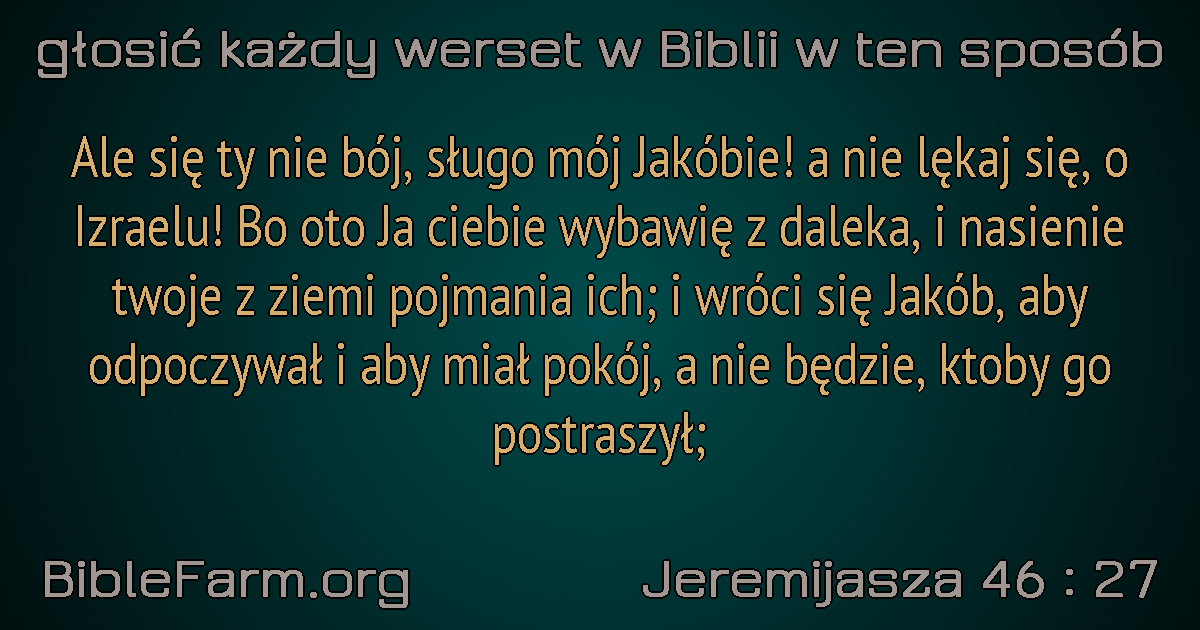 głosić każdy werset w Biblii w ten sposób
Ale się ty nie bój, sługo mój Jakóbie! a nie lękaj się, o
Izraelu! Bo oto Ja ciebie wybawię z daleka, i nasienie
twoje z ziemi pojmania ich; i wróci się Jakób, aby
odpoczywał i aby miał pokój, a nie będzie, ktoby go
postraszył;
BibleFarm.org
Jeremijasza 46 : 27